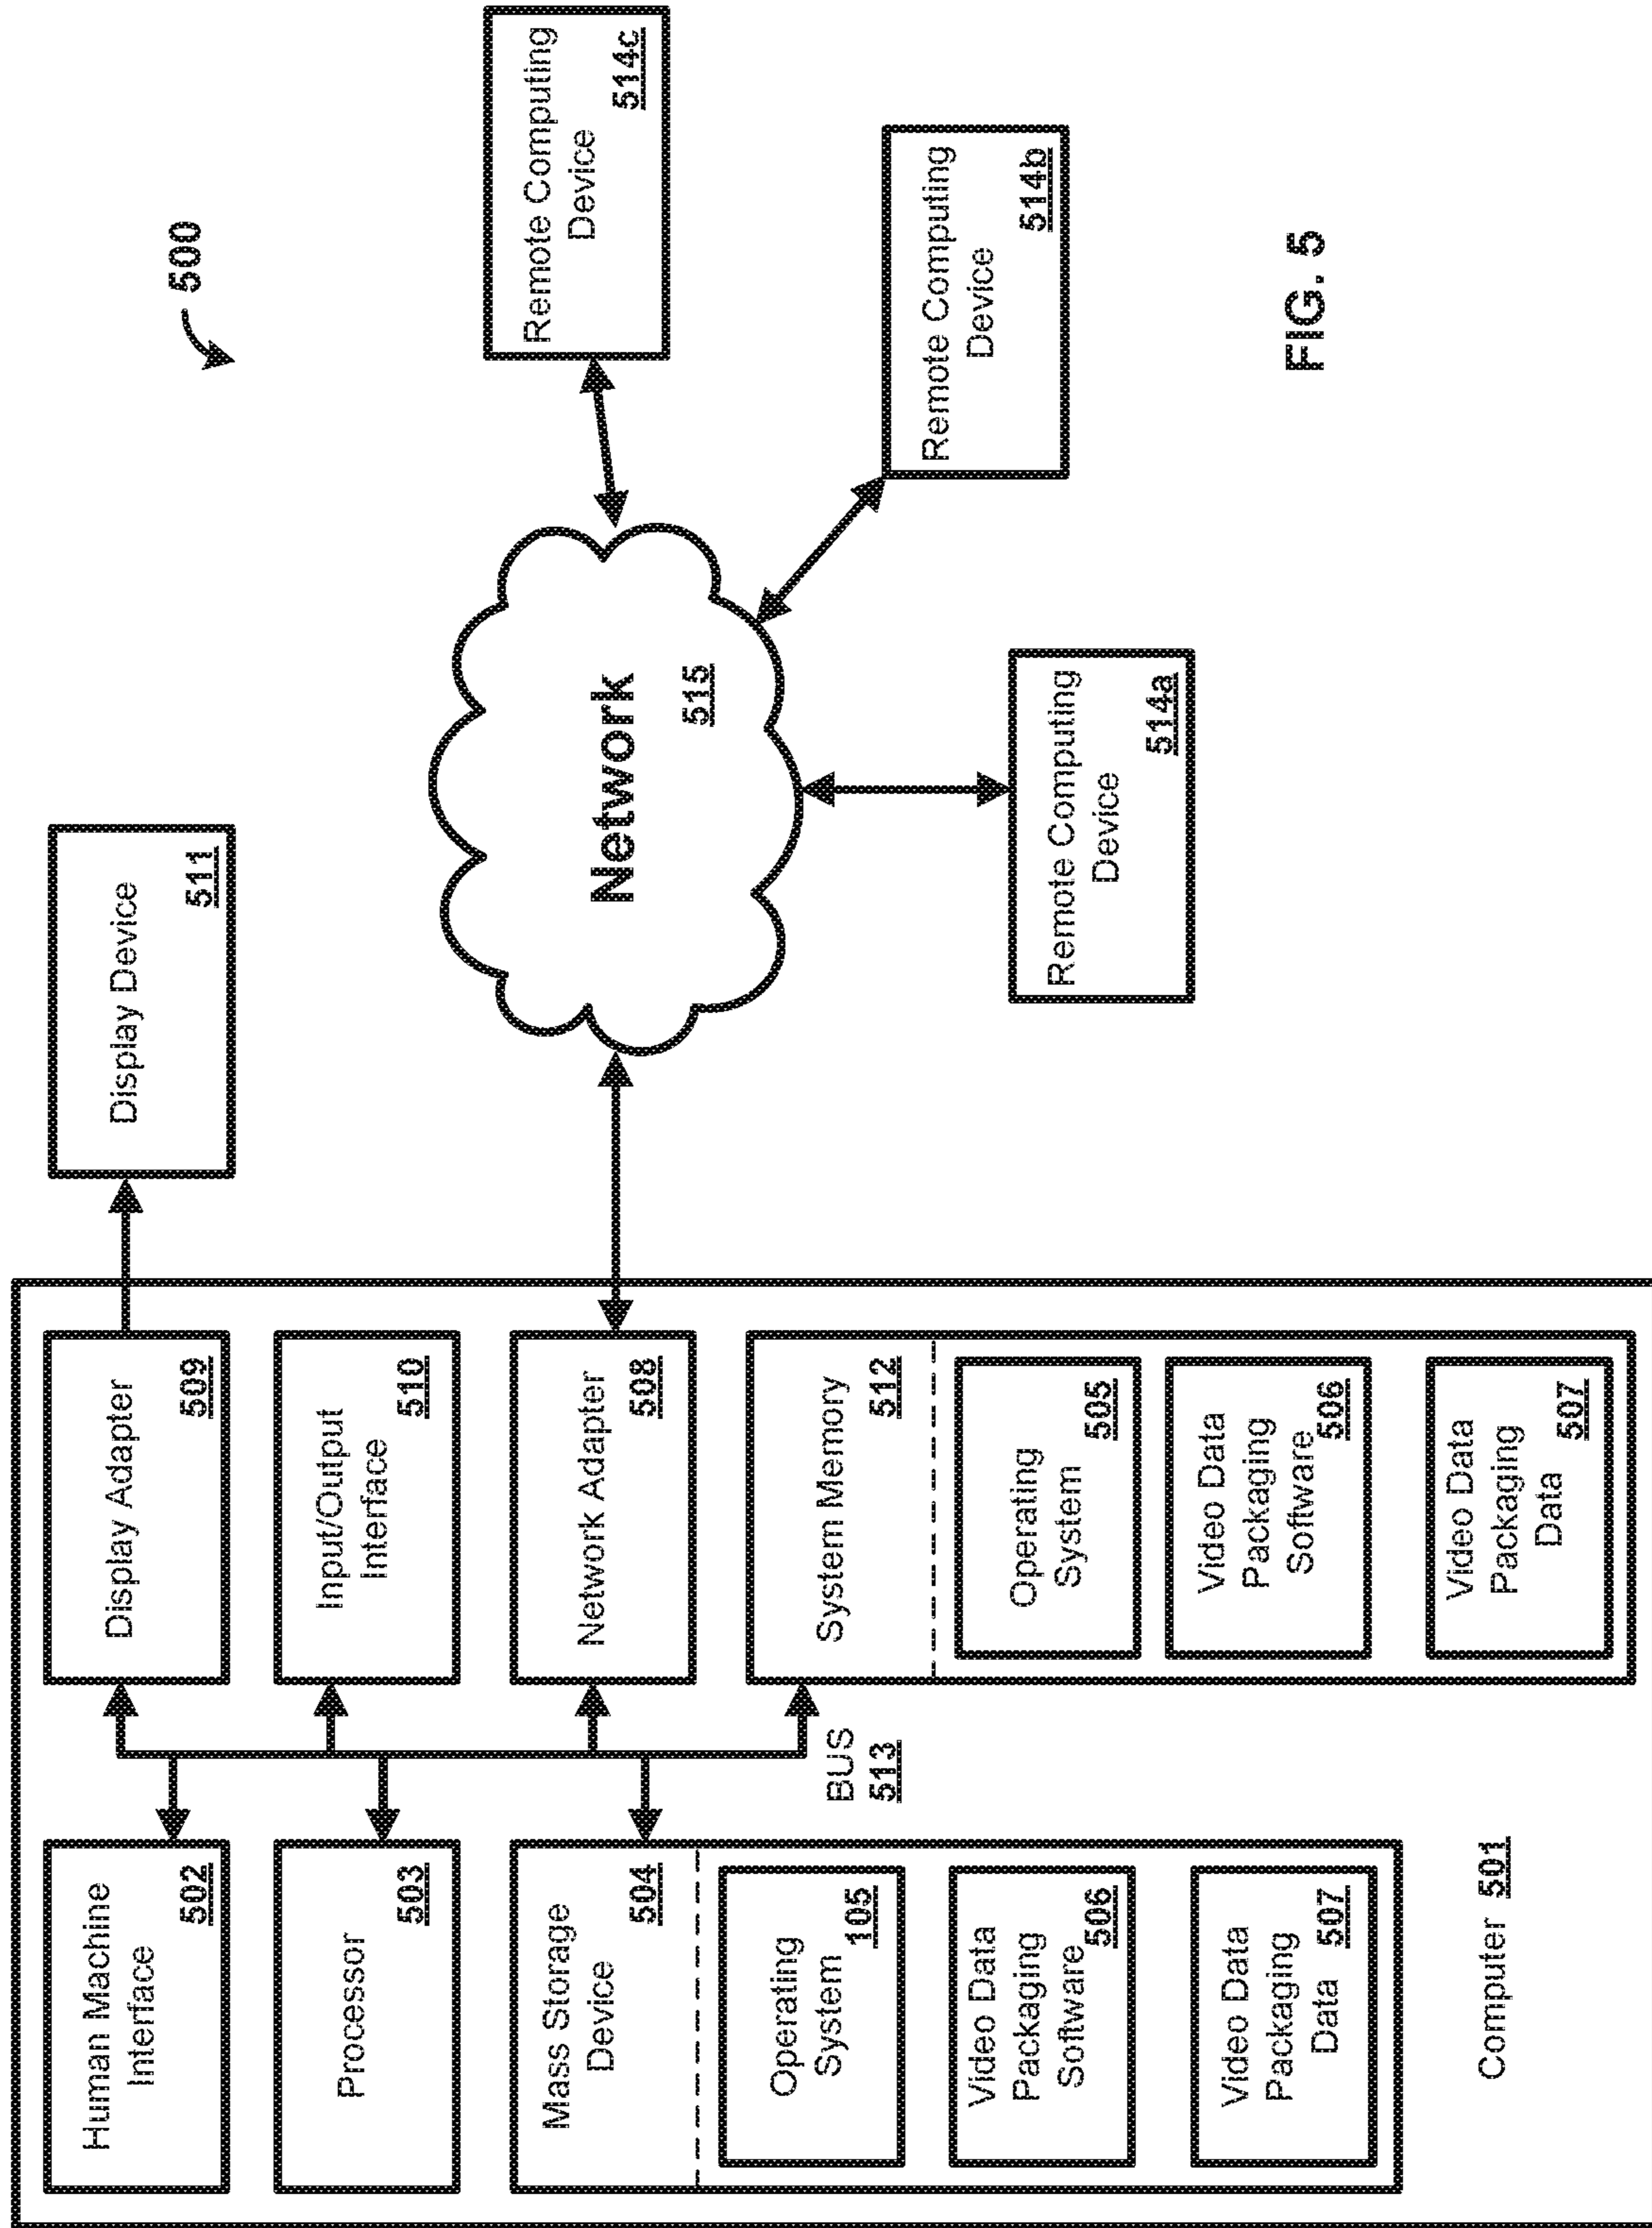 500
Human Machine
Interface
502
Processor
503
Mass Storage
Device
504
Operating
System
105
Video Data
Packaging
Software
506
Video Data
Packaging
Data
507
Computer 501
BUS
513
Display Adapter
509
Input/Output
Interface
510
Network Adapter
508
System Memory
512
Operating
System
505
Video Data
Packaging
Software
506
Video Data
Packaging
Data
507
Display Device
511
Network
515
Remote Computing
Device
514a
Remote Computing
Device
514b
Remote Computing
Device
514c
FIG. 5